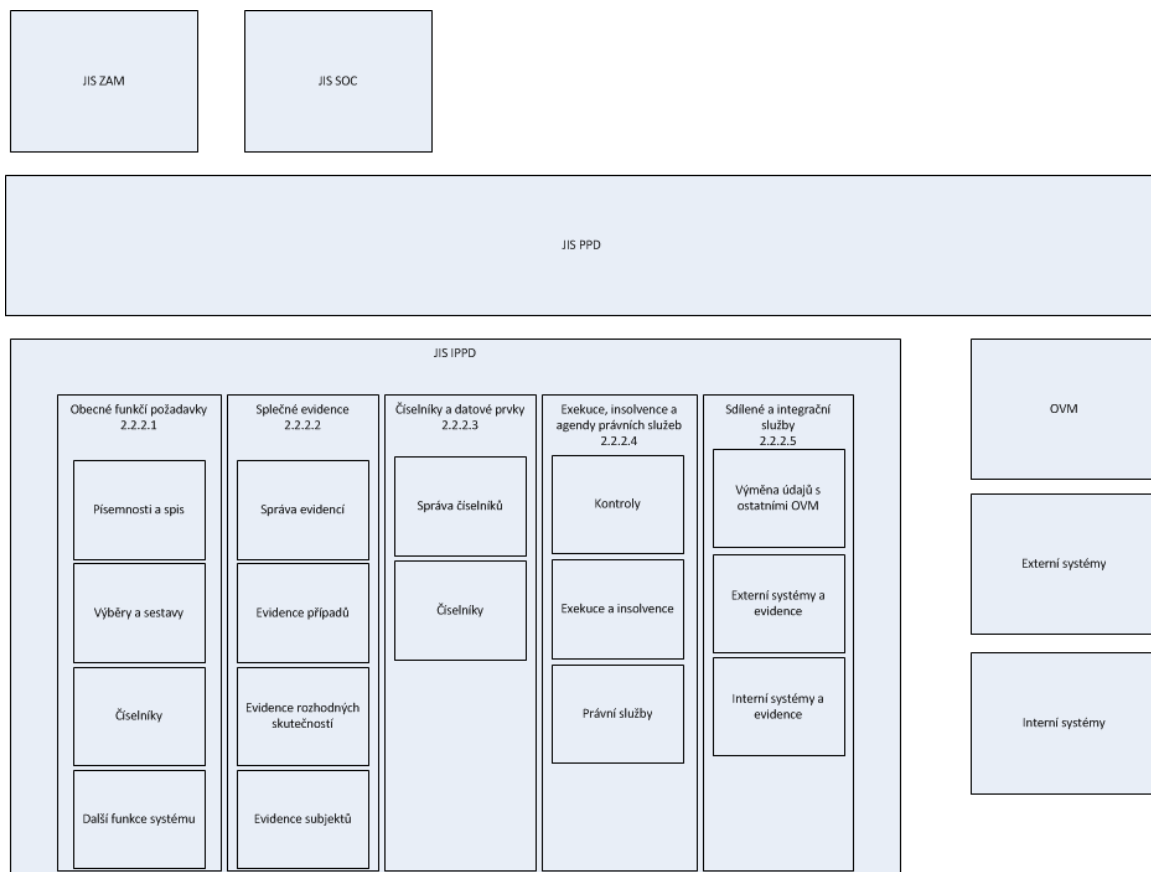 JIS ZAM
JIS SOC
JIS PPD
JIS IPPD
Obecné funkčí požadavky
2.2.2.1
Písemnosti a spis
Výběry a sestavy
Číselníky
Další funkce systému
Splečné evidence
2.2.2.2
Správa evidencí
Evidence případů
Evidence rozhodných
skutečností
Evidence subjektů
Číselníky a datové prvky
2.2.2.3
Správa číselníků
Číselníky
Exekuce, insolvence a
agendy právních služeb
2.2.2.4
Kontroly
Exekuce a insolvence
Právní služby
Sdílené a integrační
služby
2.2.2.5
Výměna údajů s
ostatními OVM
Externí systémy a
evidence
Interní systémy a
evidence
OVM
Externí systémy
Interní systémy